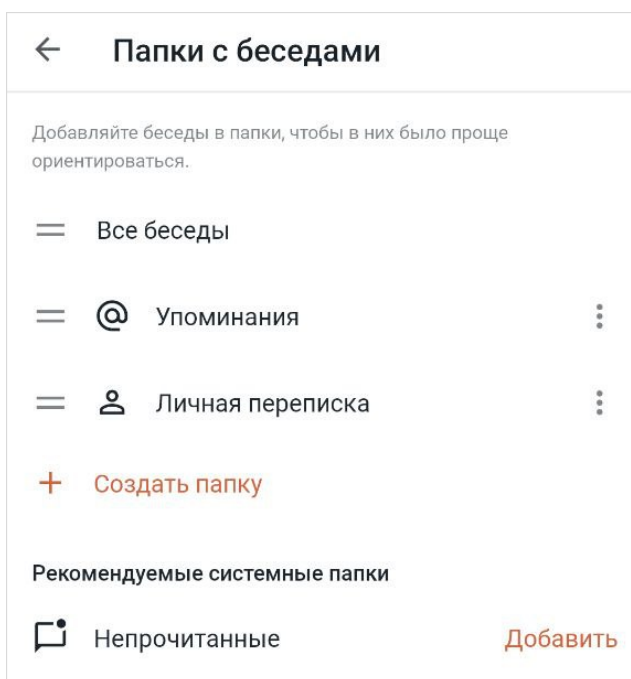 Папки с беседами
Добавляйте беседы в папки, чтобы в них было проще
ориентироваться.
Все беседы
Упоминания
Личная переписка
Создать папку
Рекомендуемые системные папки
Непрочитанные Добавить